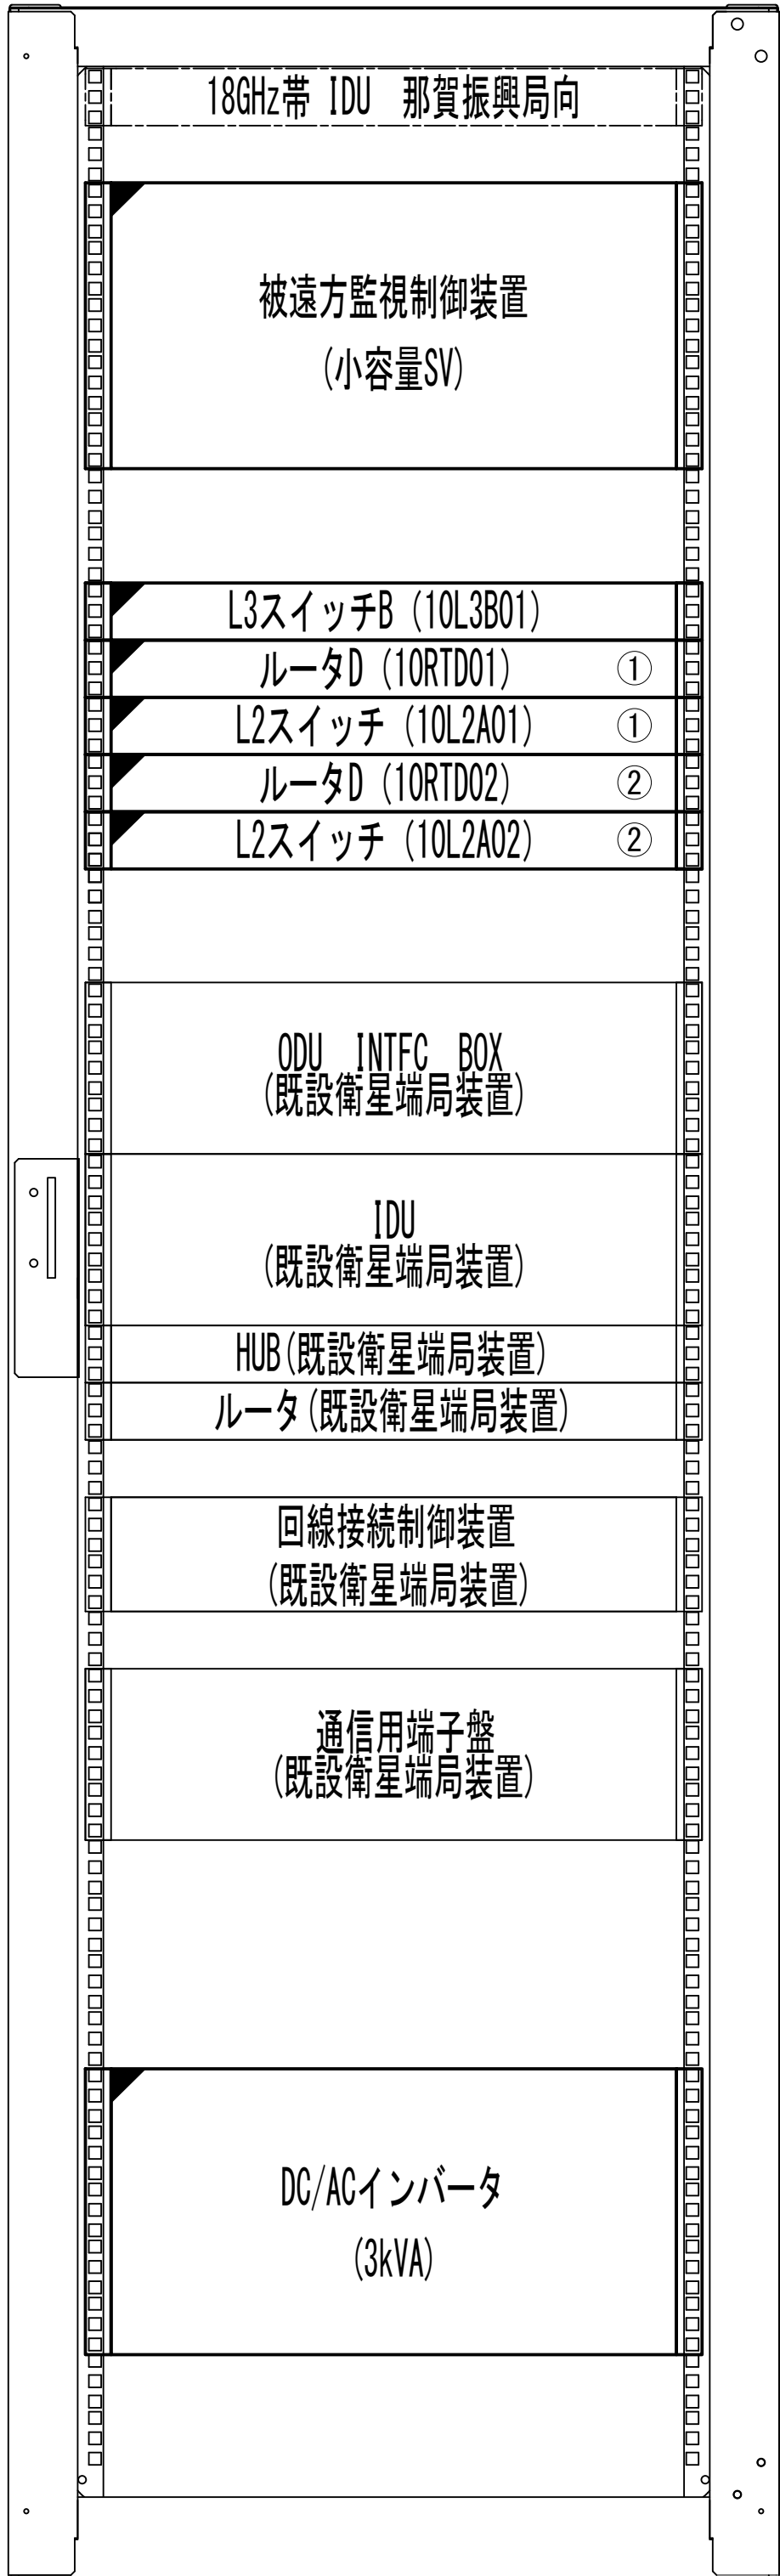 18GHz帯 IDU　那賀振興局向
被遠方監視制御装置
(小容量SV)
L3スイッチB (10L3B01)
ルータD (10RTD01) ①
L2スイッチ (10L2A01) ①
ルータD (10RTD02) ②
L2スイッチ (10L2A02) ②
ODU　INTFC　BOX
(既設衛星端局装置)
IDU
(既設衛星端局装置)
HUB(既設衛星端局装置)
ルータ(既設衛星端局装置)
回線接続制御装置
(既設衛星端局装置)
通信用端子盤
(既設衛星端局装置)
DC/ACインバータ
(3kVA)